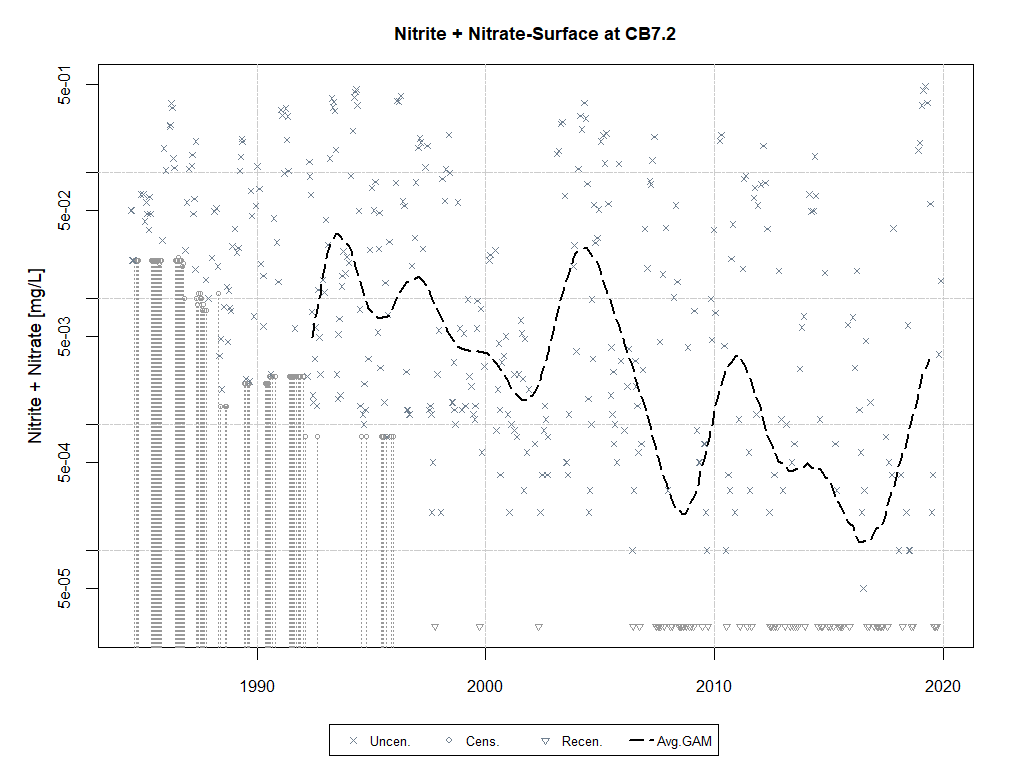 Nitrite + Nitrate-Surface at CB7.2
Nitrite + Nitrate [mg/L]
5e-01
5e-02
5e-03
5e-04
5e-05
1990 2000 2010 2020
Uncen. Cens. Recen. Avg.GAM